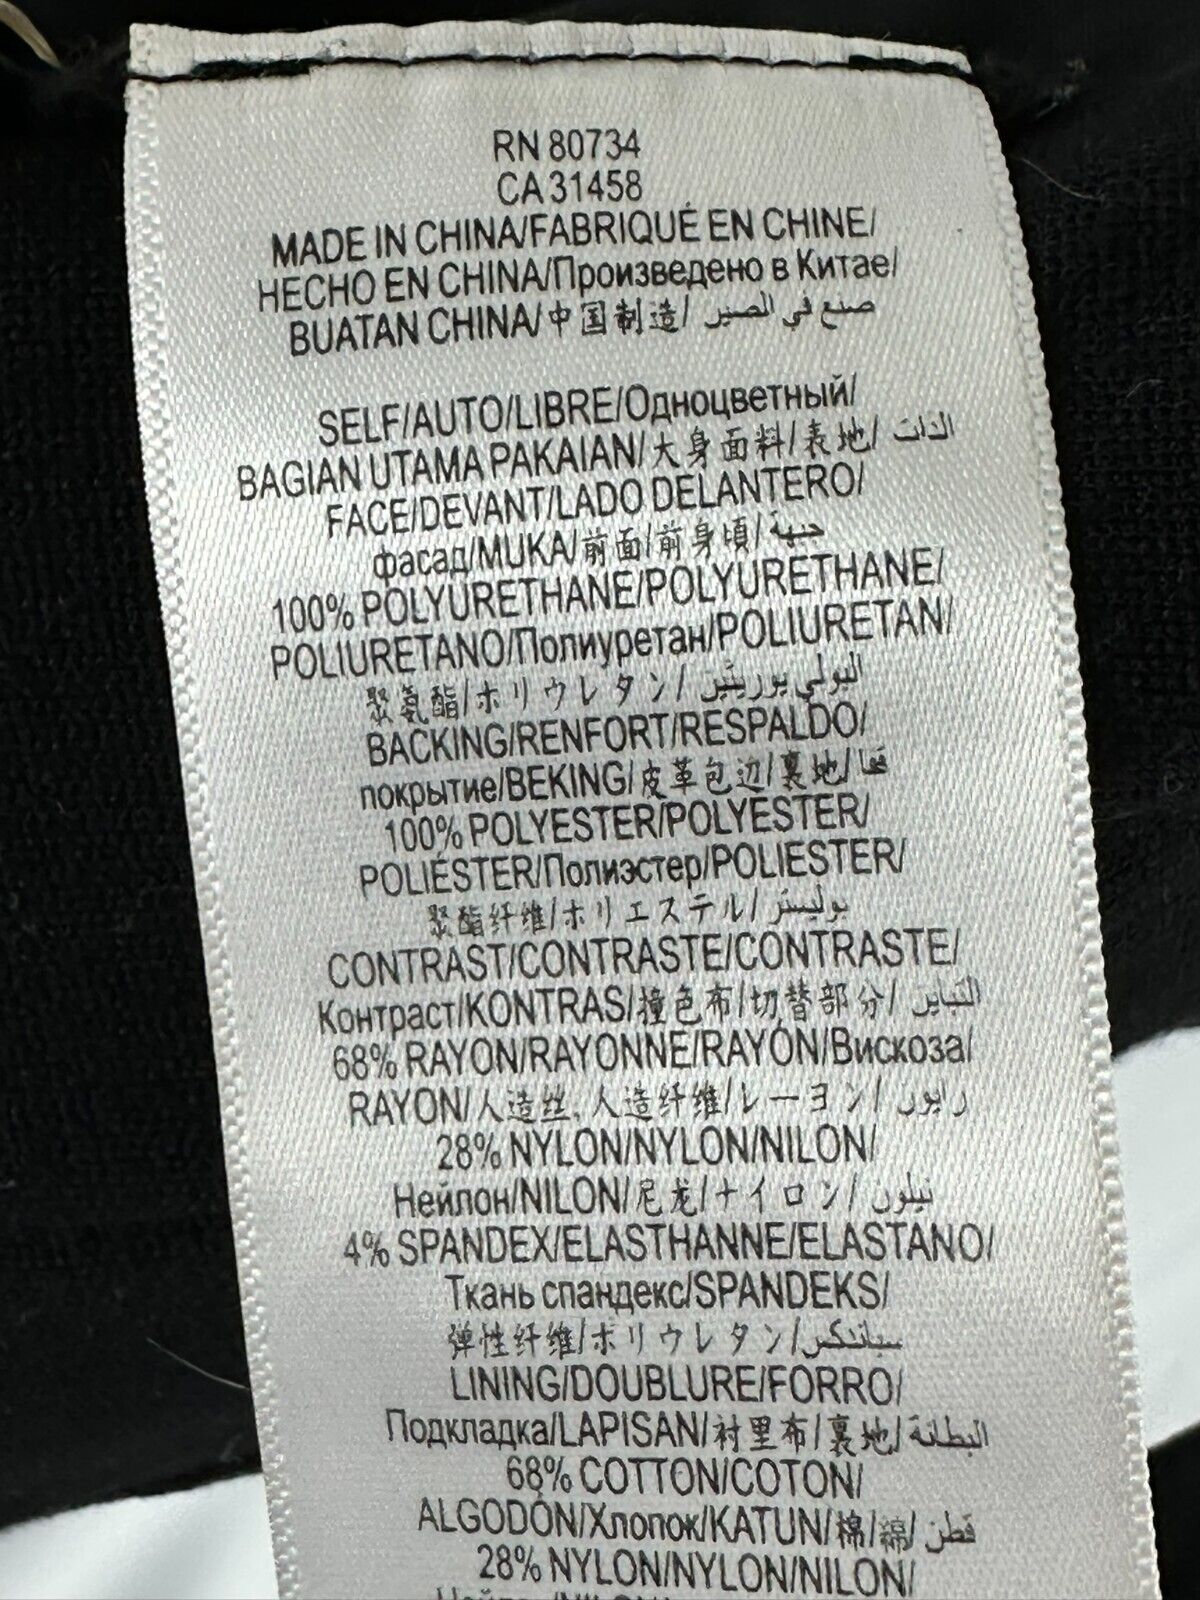 RN 80734
CA 31458
MADE IN CHINA/FABRIQUÉ EN CHINE/
HECHO EN CHINA/Произведено в Китае/
BUATAN CHINA/中国制造/ صنع في الصين
SELF/AUTO/LIBRE/Одноцветный/
BAGIAN UTAMA PAKAIAN/大身面料/表地/ الذات
FACE/DEVANT/LADO DELANTERO/
фасад/MUKA/前面/前身頃/
100% POLYURETHANE/POLYURETHANE/
POLIURETANO/Полиуретан/POLIURETAN/
聚氨酯/ポリウレタン/ البولي يوريثين
BACKING/RENFORT/RESPALDO/
покрытие/BEKING/皮革包边/裏地/ قفا
100% POLYESTER/POLYESTER/
POLIÉSTER/Полиэстер/POLIESTER/
聚酯纤维/ポリエステル/ بوليستر
CONTRAST/CONTRASTE/CONTRASTE/
Контраст/KONTRAS/撞色布/切替部分/ التباين
68% RAYON/RAYONNE/RAYÓN/Вискоза/
RAYON/人造丝, 人造纤维/レーヨン/ رايون
28% NYLON/NYLON/NILON/
Нейлон/NILON/尼龙/ナイロン/ نيلون
4% SPANDEX/ELASTHANNE/ELASTANO/
Ткань спандекс/SPANDEKS/
弹性纤维/ポリウレタン/ سباندكس
LINING/DOUBLURE/FORRO/
Подкладка/LAPISAN/衬里布/裏地/ البطانة
68% COTTON/COTON/
ALGODÓN/Хлопок/KATUN/棉/綿/ قطن
28% NYLON/NYLON/NILON/